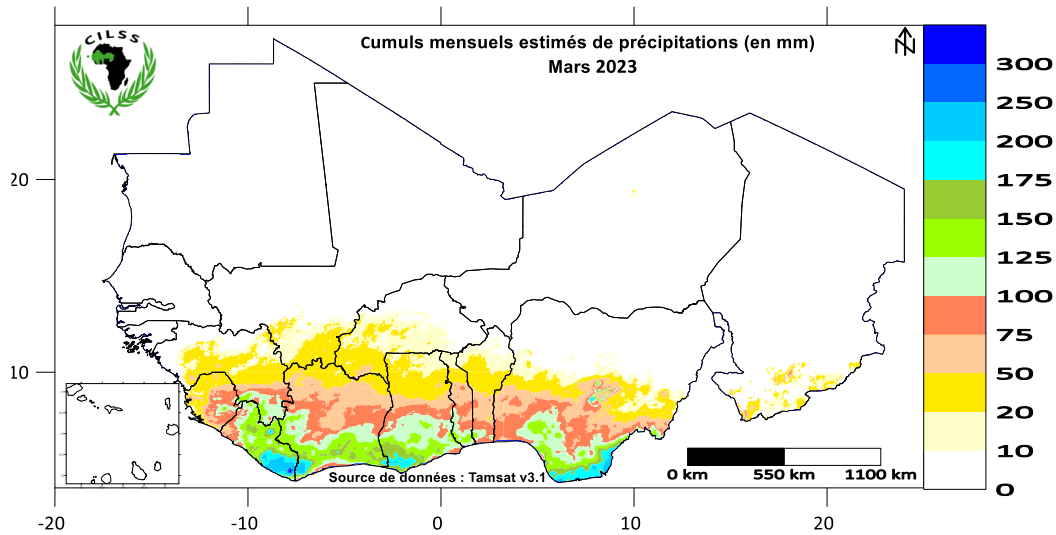 CILSS
Cumuls mensuels estimés de précipitations (en mm)
Mars 2023
N
300
250
200
175
150
125
100
75
50
20
10
0
20
10
0 km 550 km 1100 km
Source de données : Tamsat v3.1
-20 -10 0 10 20